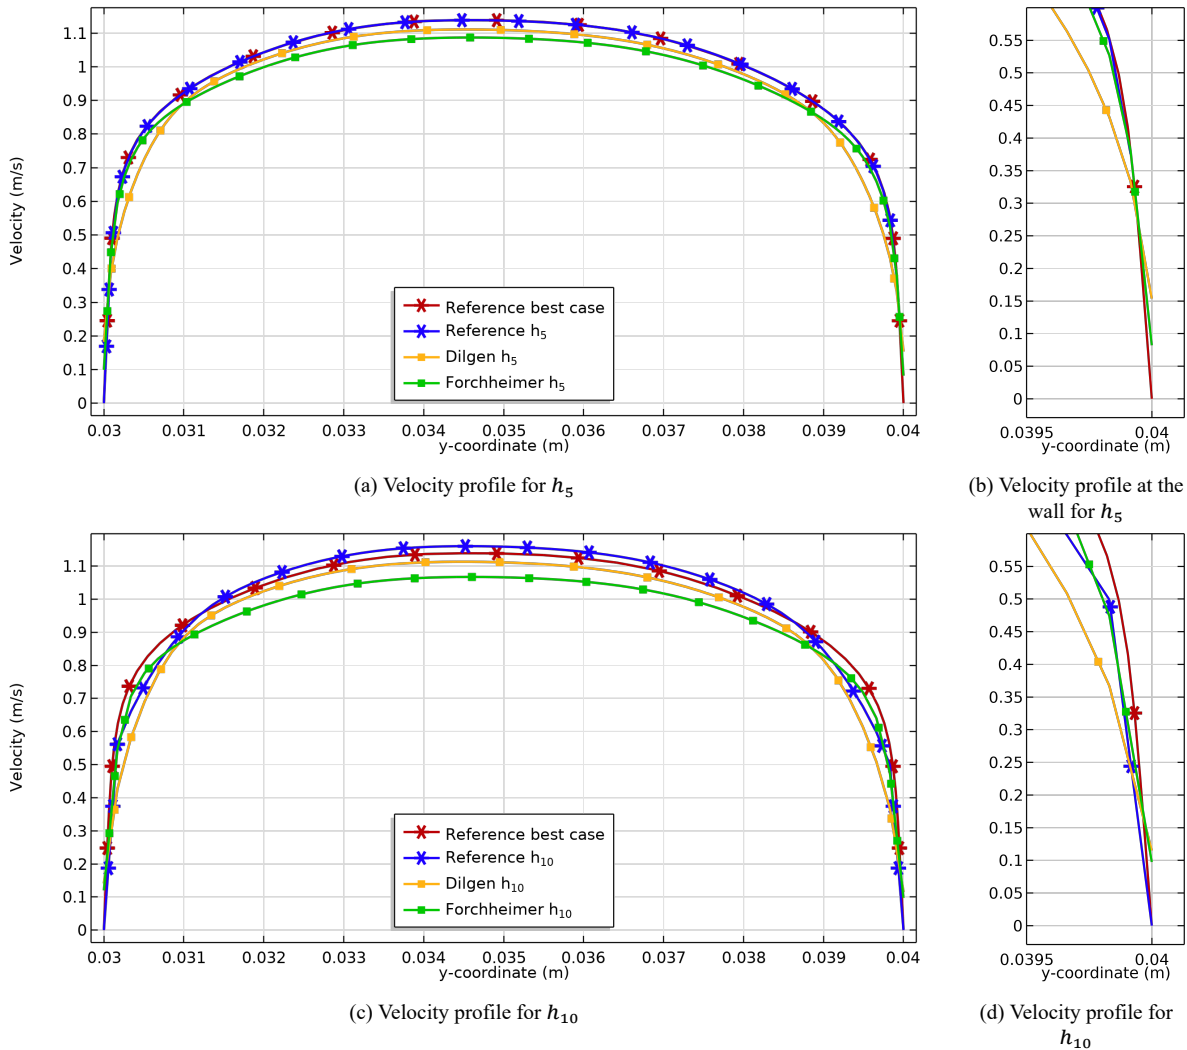 Velocity (m/s)
1.1
1
0.9
0.8
0.7
0.6
0.5
0.4
0.3
0.2
0.1
0
Reference best case
Reference h5
Dilgen h5
Forchheimer h5
0.03 0.031 0.032 0.033 0.034 0.035 0.036 0.037 0.038 0.039 0.04
y-coordinate (m)
(a) Velocity profile for h5
0.55
0.5
0.45
0.4
0.35
0.3
0.25
0.2
0.15
0.1
0.05
0
0.0395 0.04
y-coordinate (m)
(b) Velocity profile at the
wall for h5
Velocity (m/s)
1.1
1
0.9
0.8
0.7
0.6
0.5
0.4
0.3
0.2
0.1
0
Reference best case
Reference h10
Dilgen h10
Forchheimer h10
0.03 0.031 0.032 0.033 0.034 0.035 0.036 0.037 0.038 0.039 0.04
y-coordinate (m)
(c) Velocity profile for h10
0.55
0.5
0.45
0.4
0.35
0.3
0.25
0.2
0.15
0.1
0.05
0
0.0395 0.04
y-coordinate (m)
(d) Velocity profile for
h10